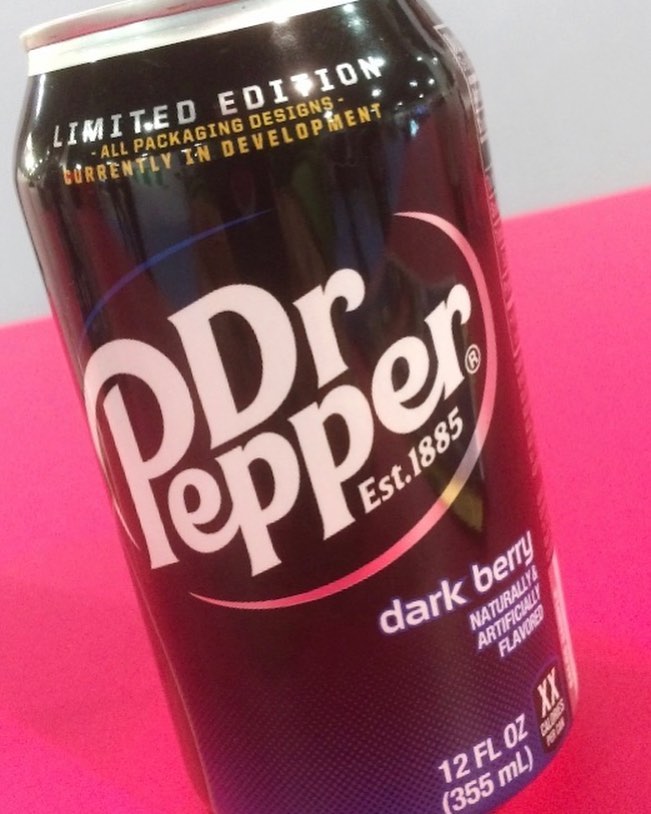 LIMITED EDITION
- ALL PACKAGING DESIGNS -
CURRENTLY IN DEVELOPMENT
Dr
Pepper®
Est.1885
dark berry
NATURALLY &
ARTIFICIALLY
FLAVORED
XX
CALORIES
PER CAN
12 FL OZ
(355 mL)